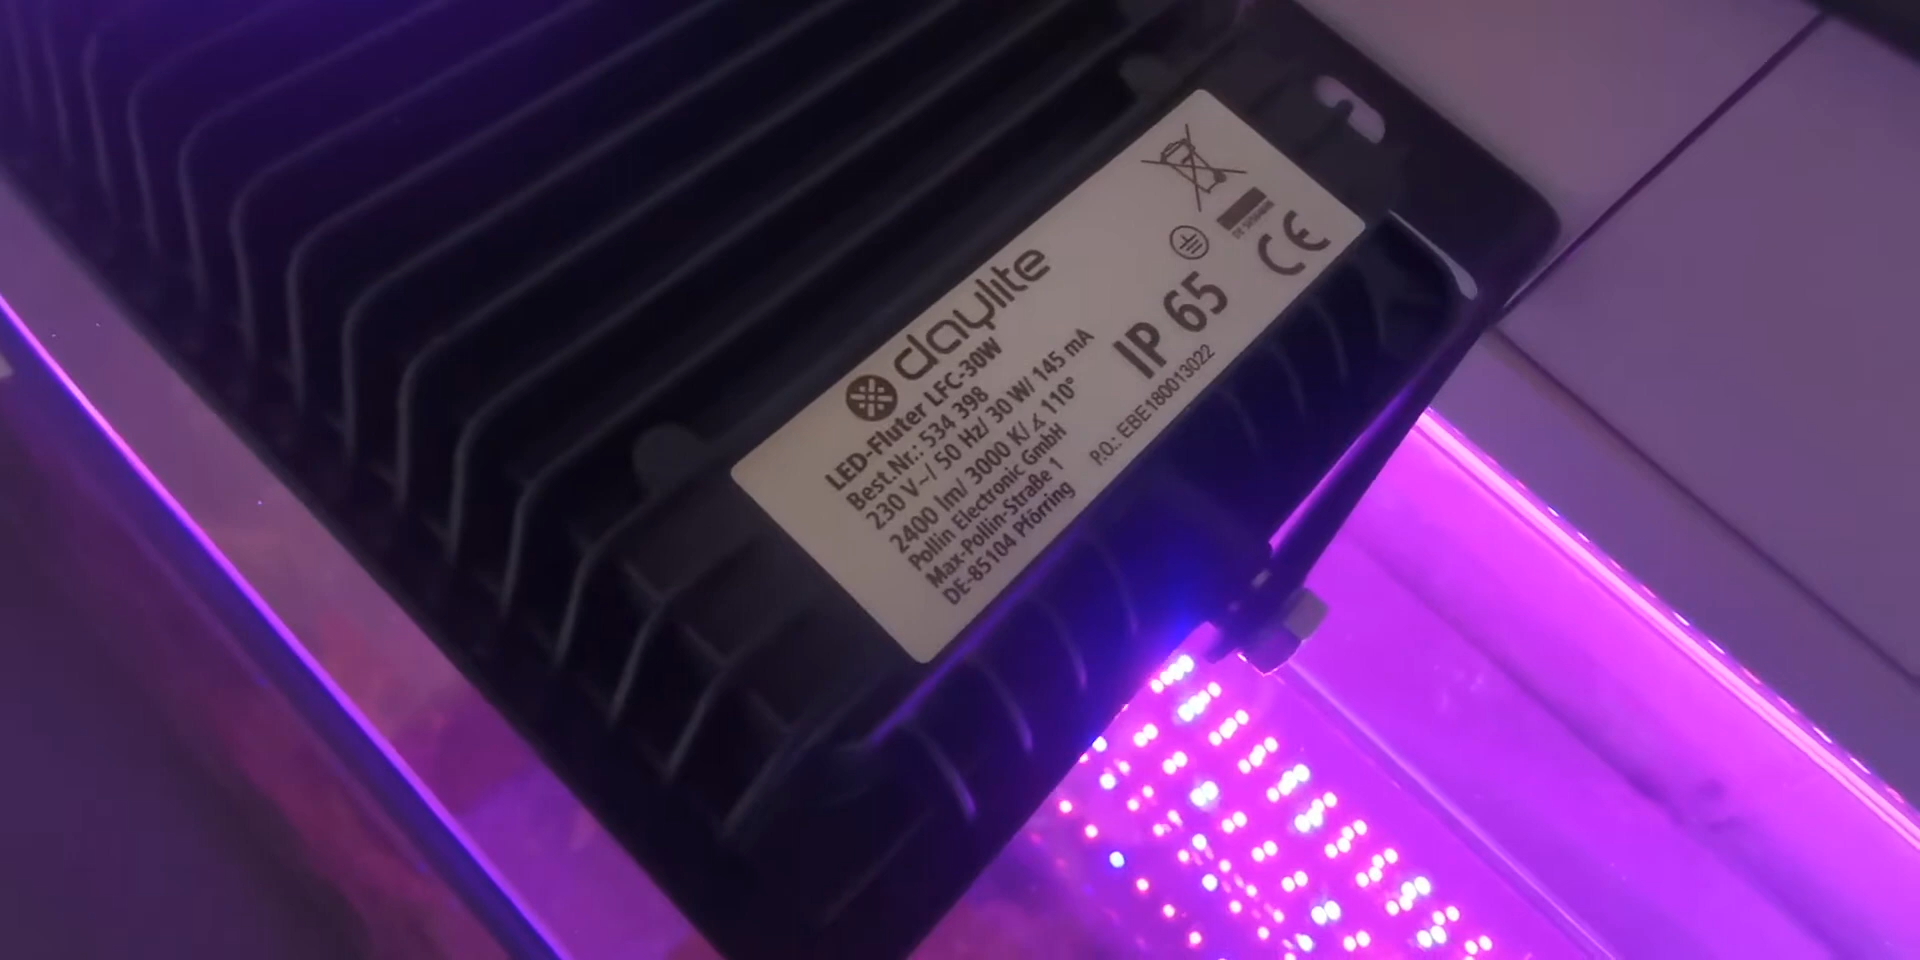 daylite
LED-Fluter LFC-30W
Best.Nr.: 534 398
230 V~/ 50 Hz/ 30 W/ 145 mA
2400 lm/ 3000 K/ ∡ 110°
Pollin Electronic GmbH
Max-Pollin-Straße 1
DE-85104 Pförring
IP 65
P.O.: EBE180013022
CE